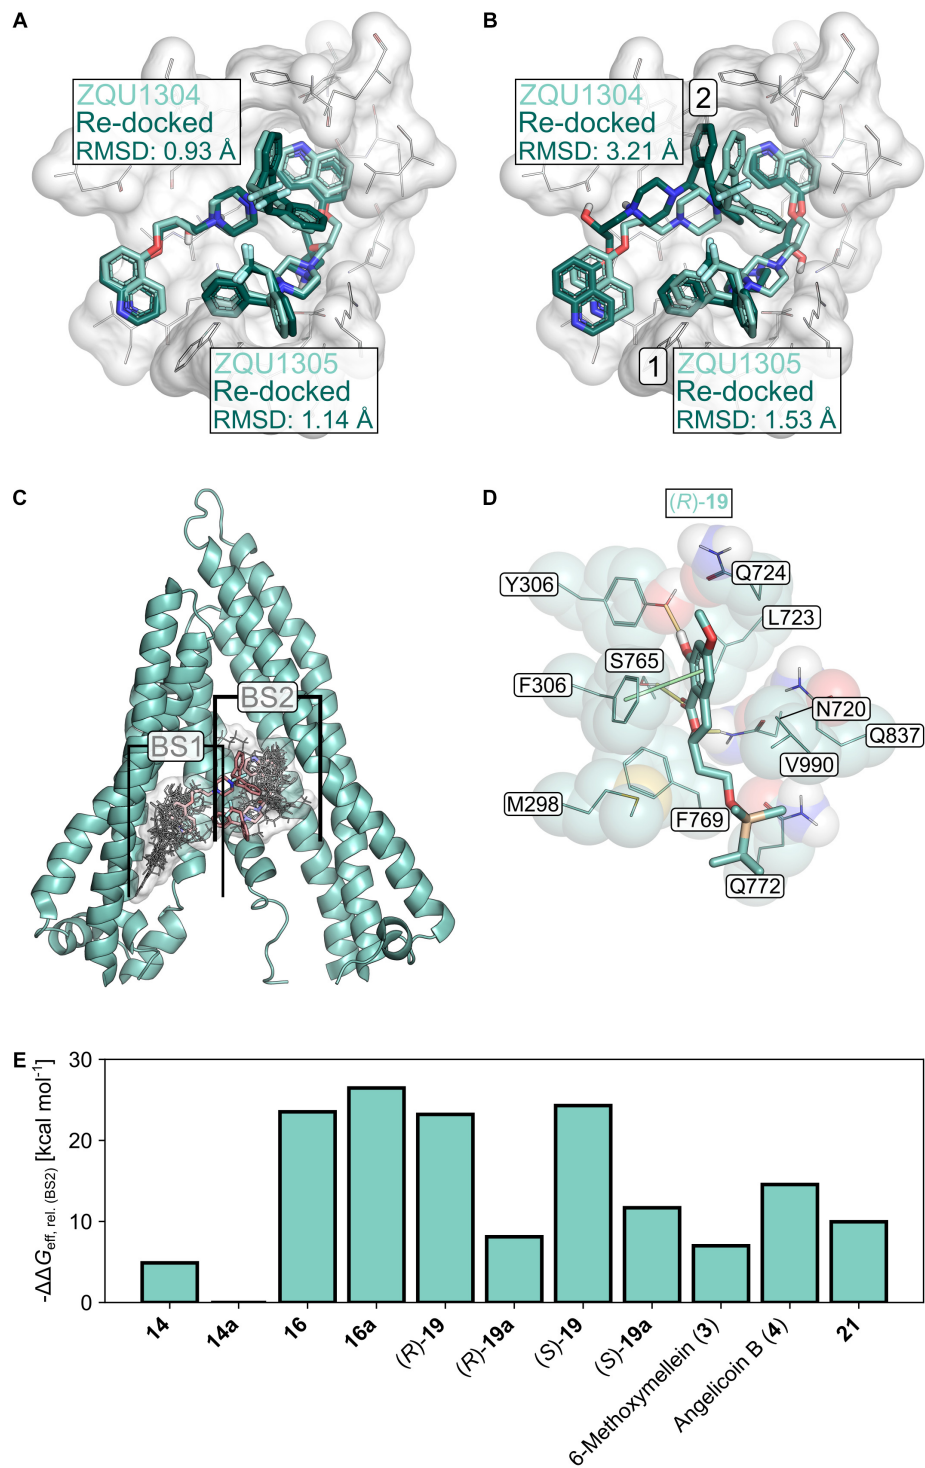 A
ZQU1304
Re-docked
RMSD: 0.93 Å
ZQU1305
Re-docked
RMSD: 1.14 Å
B
ZQU1304
Re-docked
RMSD: 3.21 Å
2
1
ZQU1305
Re-docked
RMSD: 1.53 Å
C
BS2
BS1
D
(R)-19
Y306
Q724
L723
S765
F306
N720
Q837
V990
M298
F769
Q772
E
-ΔΔGeff, rel. (BS2) [kcal mol-1]
30
20
10
0
14
14a
16
16a
(R)-19
(R)-19a
(S)-19
(S)-19a
6-Methoxymellein (3)
Angelicoin B (4)
21